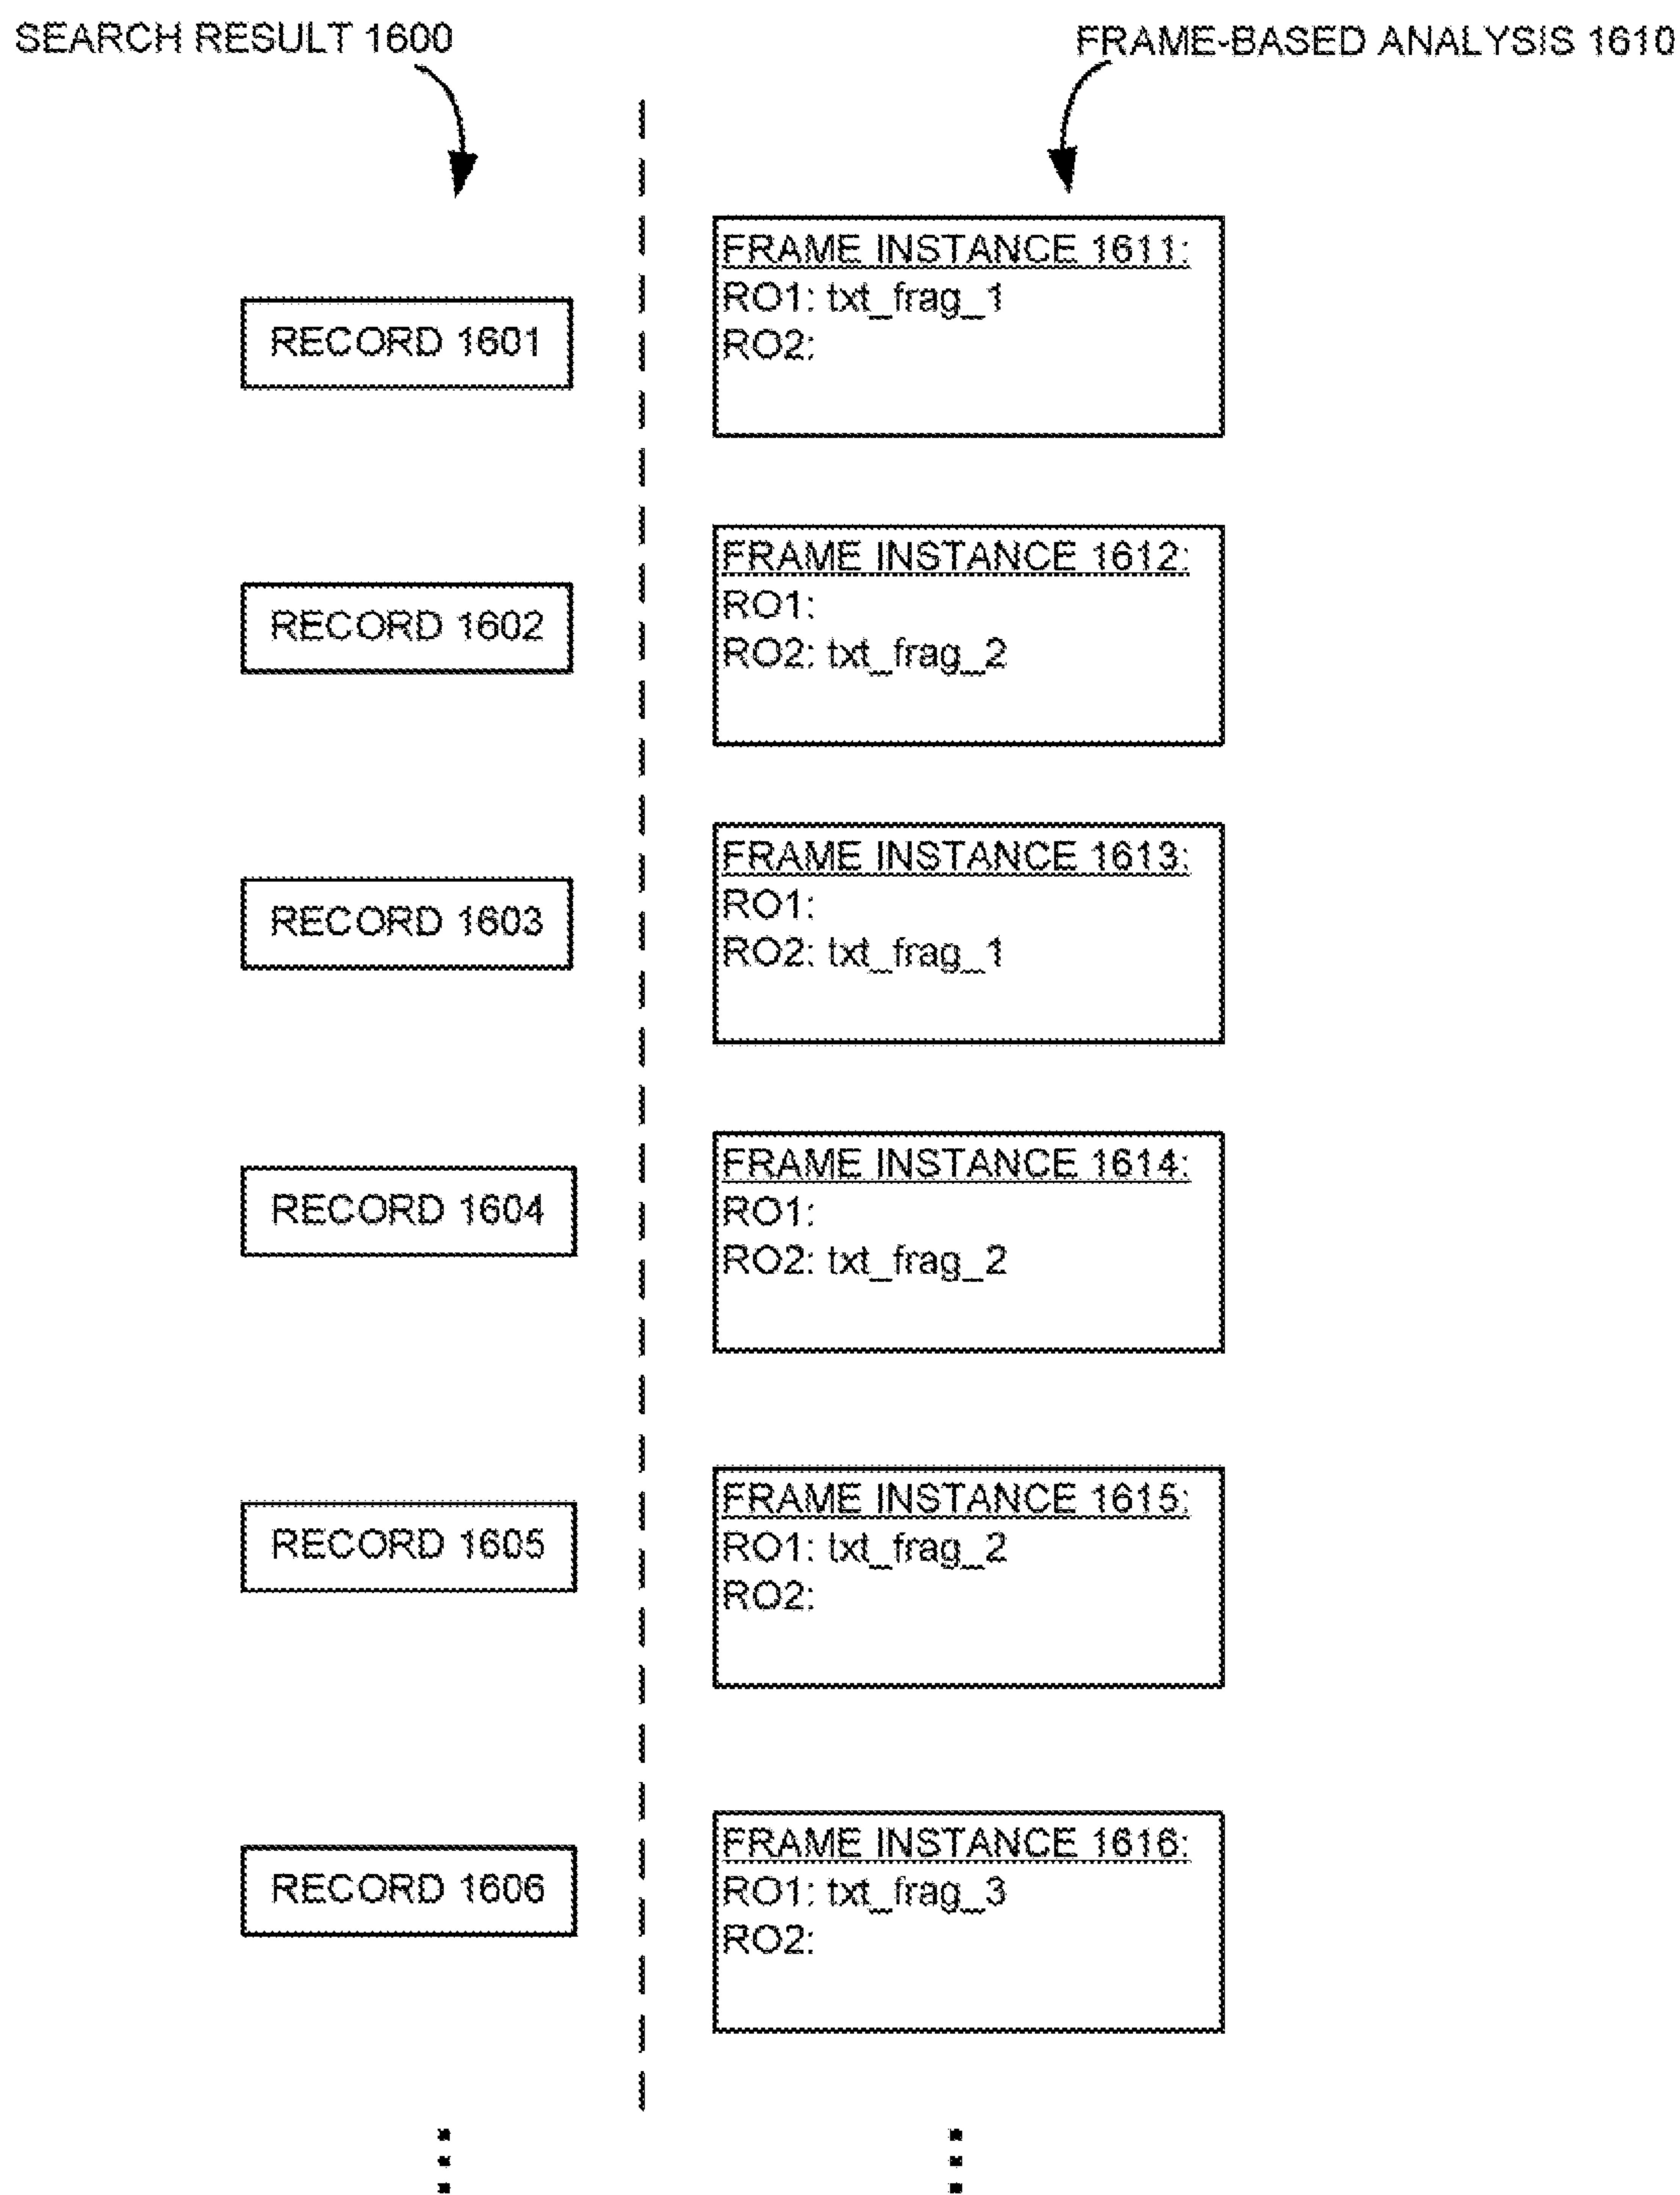 SEARCH RESULT 1600
FRAME-BASED ANALYSIS 1610
RECORD 1601
FRAME INSTANCE 1611:
RO1: txt_frag_1
RO2:
RECORD 1602
FRAME INSTANCE 1612:
RO1:
RO2: txt_frag_2
RECORD 1603
FRAME INSTANCE 1613:
RO1:
RO2: txt_frag_1
RECORD 1604
FRAME INSTANCE 1614:
RO1:
RO2: txt_frag_2
RECORD 1605
FRAME INSTANCE 1615:
RO1: txt_frag_2
RO2:
RECORD 1606
FRAME INSTANCE 1616:
RO1: txt_frag_3
RO2: